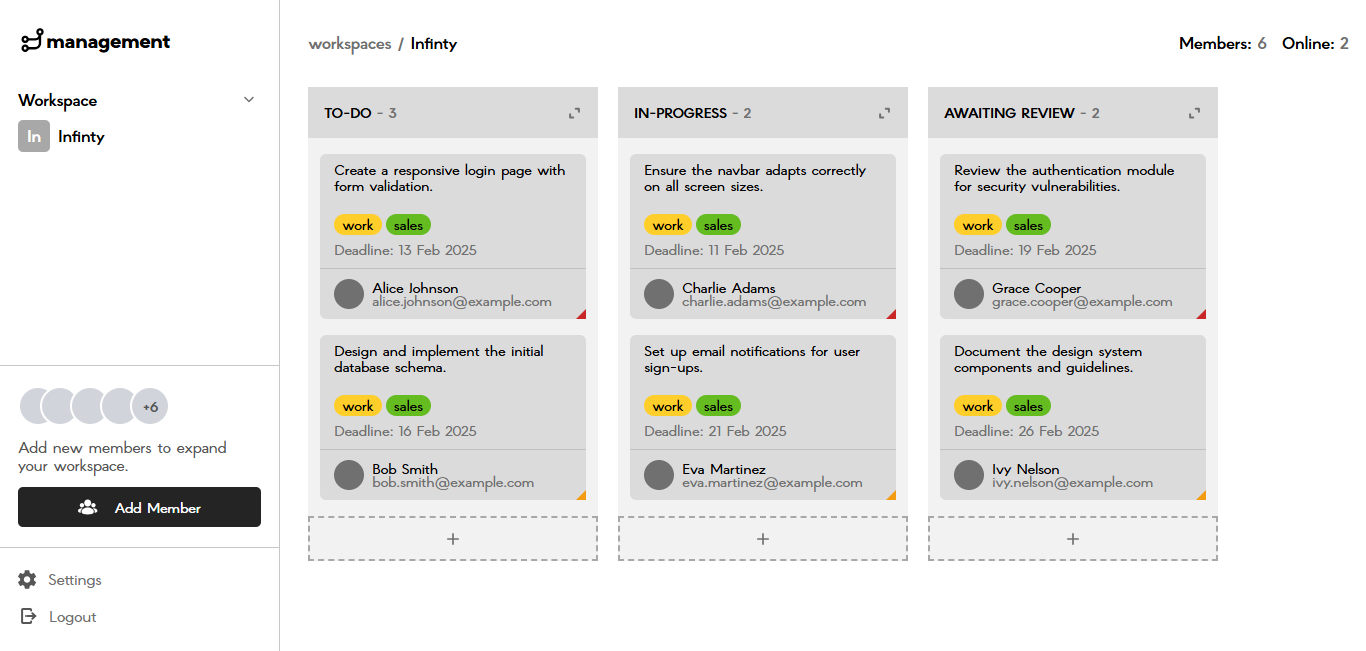 management
Workspace
In Infinty
+6
Add new members to expand
your workspace.
Add Member
Settings
Logout
workspaces / Infinty
Members: 6 Online: 2
TO-DO - 3
Create a responsive login page with
form validation.
work sales
Deadline: 13 Feb 2025
Alice Johnson
alice.johnson@example.com
Design and implement the initial
database schema.
work sales
Deadline: 16 Feb 2025
Bob Smith
bob.smith@example.com
+
IN-PROGRESS - 2
Ensure the navbar adapts correctly
on all screen sizes.
work sales
Deadline: 11 Feb 2025
Charlie Adams
charlie.adams@example.com
Set up email notifications for user
sign-ups.
work sales
Deadline: 21 Feb 2025
Eva Martinez
eva.martinez@example.com
+
AWAITING REVIEW - 2
Review the authentication module
for security vulnerabilities.
work sales
Deadline: 19 Feb 2025
Grace Cooper
grace.cooper@example.com
Document the design system
components and guidelines.
work sales
Deadline: 26 Feb 2025
Ivy Nelson
ivy.nelson@example.com
+